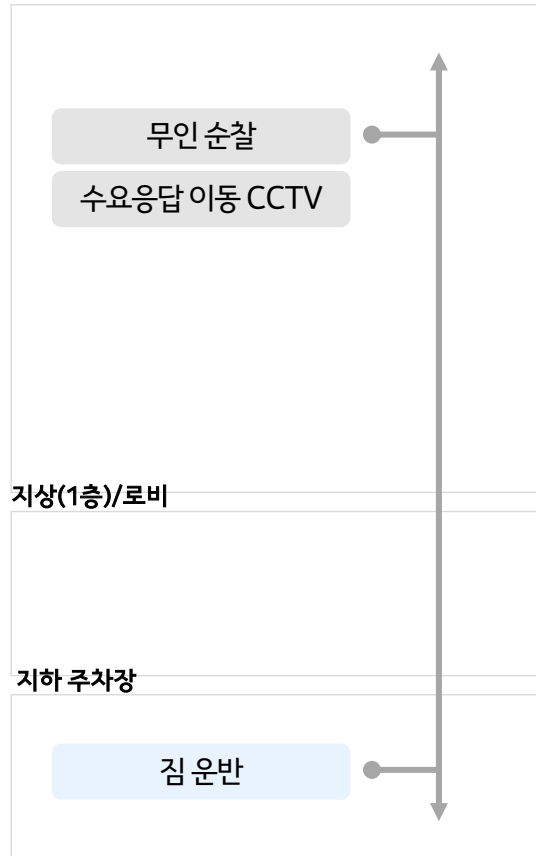 무인 순찰
수요응답 이동 CCTV
지상(1층)/로비
지하 주차장
짐 운반